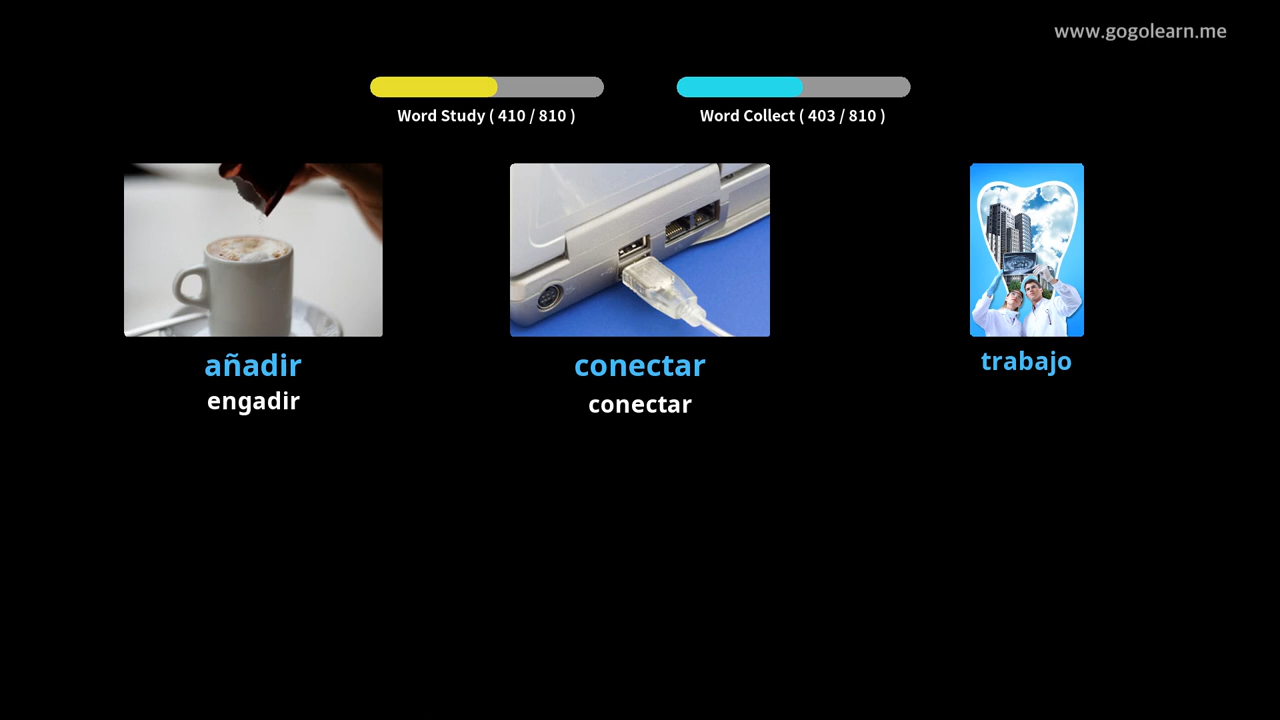 www.gogolearn.me
Word Study ( 410 / 810 )
Word Collect ( 403 / 810 )
añadir
engadir
conectar
conectar
trabajo